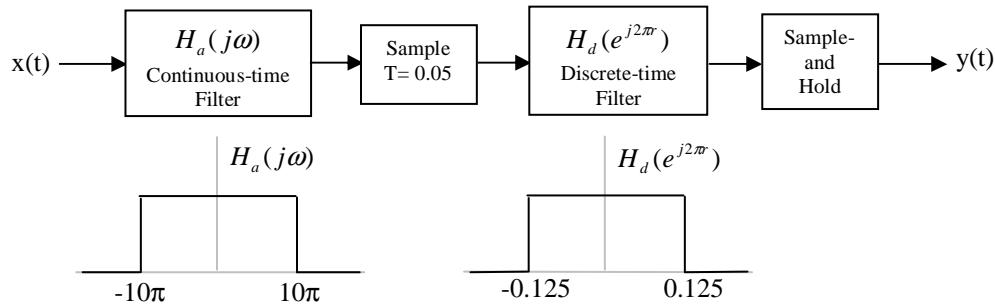 x(t)
H_a(jω)
Continuous-time
Filter
Sample
T= 0.05
H_d(e^{j2πr})
Discrete-time
Filter
Sample-
and
Hold
y(t)
H_a(jω)
-10π
10π
H_d(e^{j2πr})
-0.125
0.125